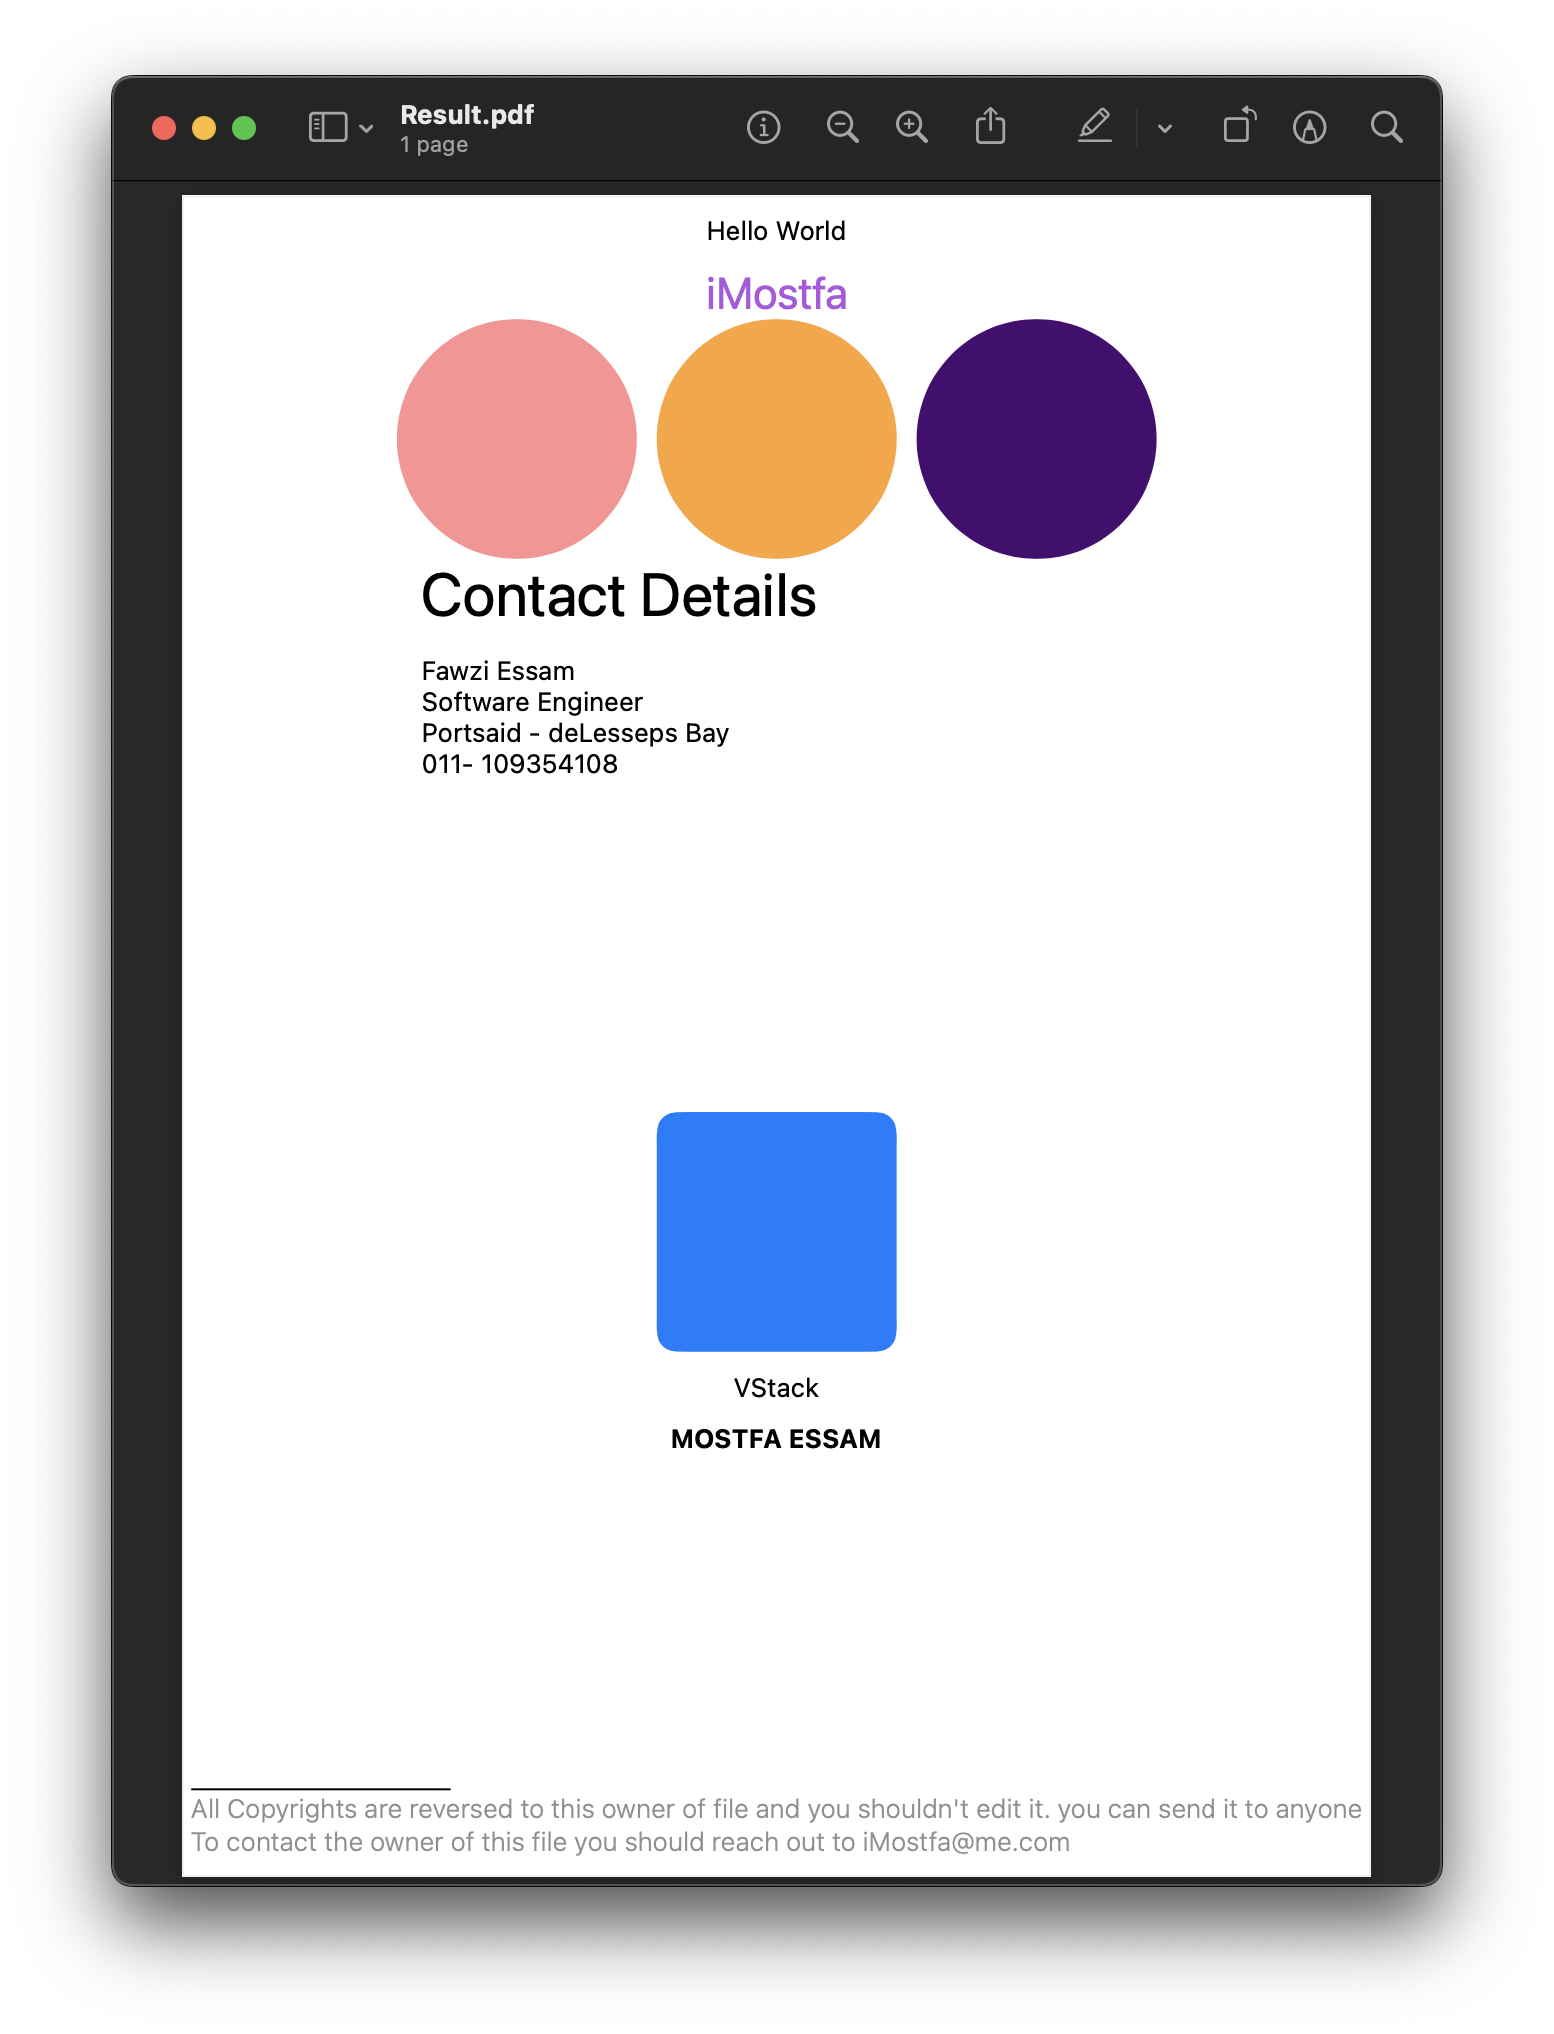 Result.pdf
1 page
Hello World
iMostfa
Contact Details
Fawzi Essam
Software Engineer
Portsaid - deLesseps Bay
011- 109354108
VStack
MOSTFA ESSAM
All Copyrights are reversed to this owner of file and you shouldn't edit it. you can send it to anyone
To contact the owner of this file you should reach out to iMostfa@me.com